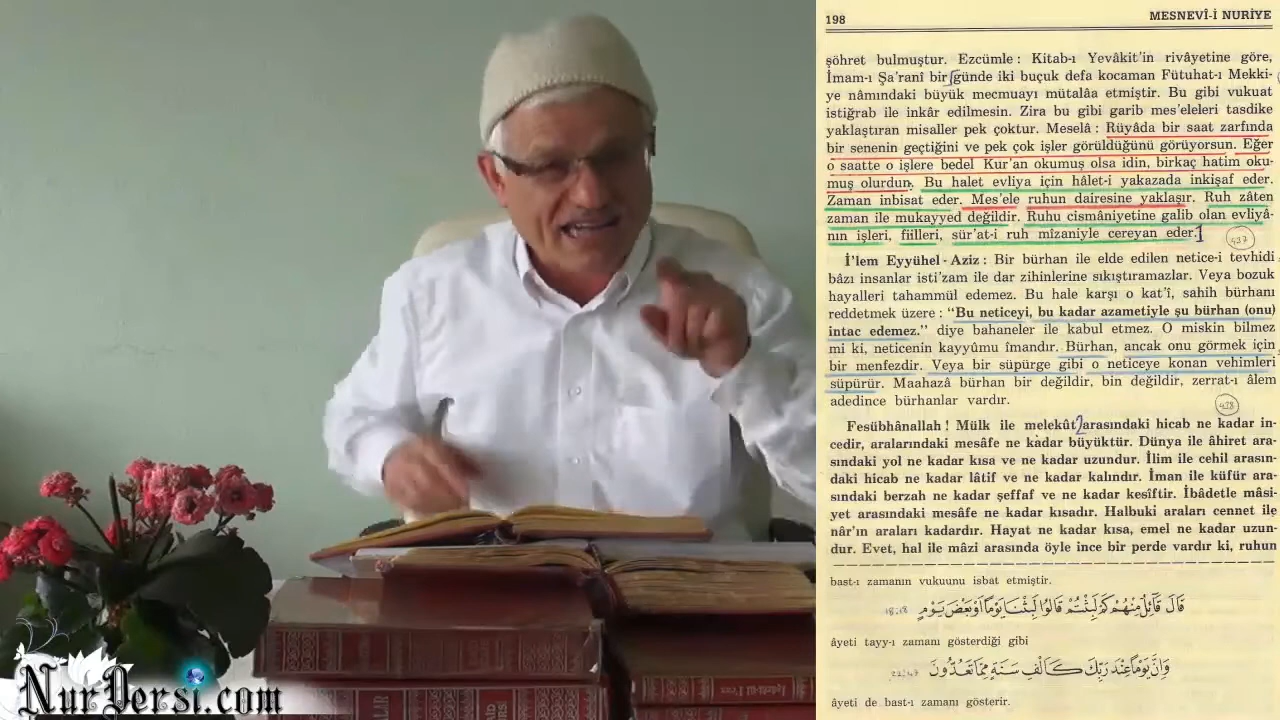 198
MESNEVÎ-İ NURİYE
şöhret bulmuştur. Ezcümle : Kitab-ı Yevâkit'in rivâyetine göre,
İmam-ı Şa'ranî bir günde iki buçuk defa kocaman Fütuhat-ı Mekki-
ye nâmındaki büyük mecmuayı mütalâa etmiştir. Bu gibi vukuat
istiğrab ile inkâr edilmesin. Zira bu gibi garib mes'eleleri tasdike
yaklaştıran misaller pek çoktur. Meselâ : Rüyâda bir saat zarfında
bir senenin geçtiğini ve pek çok işler görüldüğünü görüyorsun. Eğer
o saatte o işlere bedel Kur'an okumuş olsa idin, birkaç hatim oku-
muş olurdun. Bu halet evliya için hâlet-i yakazada inkişaf eder.
Zaman inbisat eder. Mes'ele ruhun dairesine yaklaşır. Ruh zâten
zaman ile mukayyed değildir. Ruhu cismâniyetine galib olan evliyâ-
nın işleri, fiilleri, sür'at-i ruh mîzaniyle cereyan eder.1
427
İ'lem Eyyühel - Aziz : Bir bürhan ile elde edilen netice-i tevhidi
bâzı insanlar isti'zam ile dar zihinlerine sıkıştıramazlar. Veya bozuk
hayalleri tahammül edemez. Bu hale karşı o kat'î, sahih bürhanı
reddetmek üzere : "Bu neticeyi, bu kadar azametiyle şu bürhan (onu)
intac edemez." diye bahaneler ile kabul etmez. O miskin bilmez
mi ki, neticenin kayyûmu îmandır. Bürhan, ancak onu görmek için
bir menfezdir. Veya bir süpürge gibi o neticeye konan vehimleri
süpürür. Maahazâ bürhan bir değildir, bin değildir, zerrat-ı âlem
adedince bürhanlar vardır.
428
Fesübhânallah ! Mülk ile melekût 2 arasındaki hicab ne kadar in-
cedir, aralarındaki mesâfe ne kadar büyüktür. Dünya ile âhiret ara-
sındaki yol ne kadar kısa ve ne kadar uzundur. İlim ile cehil arasın-
daki hicab ne kadar lâtif ve ne kadar kalındır. İman ile küfür ara-
sındaki berzah ne kadar şeffaf ve ne kadar kesîftir. İbâdetle mâsi-
yet arasındaki mesâfe ne kadar kısadır. Halbuki araları cennet ile
nâr'ın araları kadardır. Hayat ne kadar kısa, emel ne kadar uzun-
dur. Evet, hal ile mâzi arasında öyle ince bir perde vardır ki, ruhun
bast-ı zamanın vukuunu isbat etmiştir.
قَالَ قَائِلٌ مِنْهُمْ كَمْ لَبِثْتُمْ قَالُوا لَبِثْنَا يَوْمًا اَوْ بَعْضَ يَوْمٍ
âyeti tayy-ı zamanı gösterdiği gibi
وَاِنَّ يَوْمًا عِنْدَ رَبِّكَ كَاَلْفِ سَنَةٍ مِمَّا تَعُدُّونَ 22:47
âyeti de bast-ı zamanı gösterir.
NurDersi.com